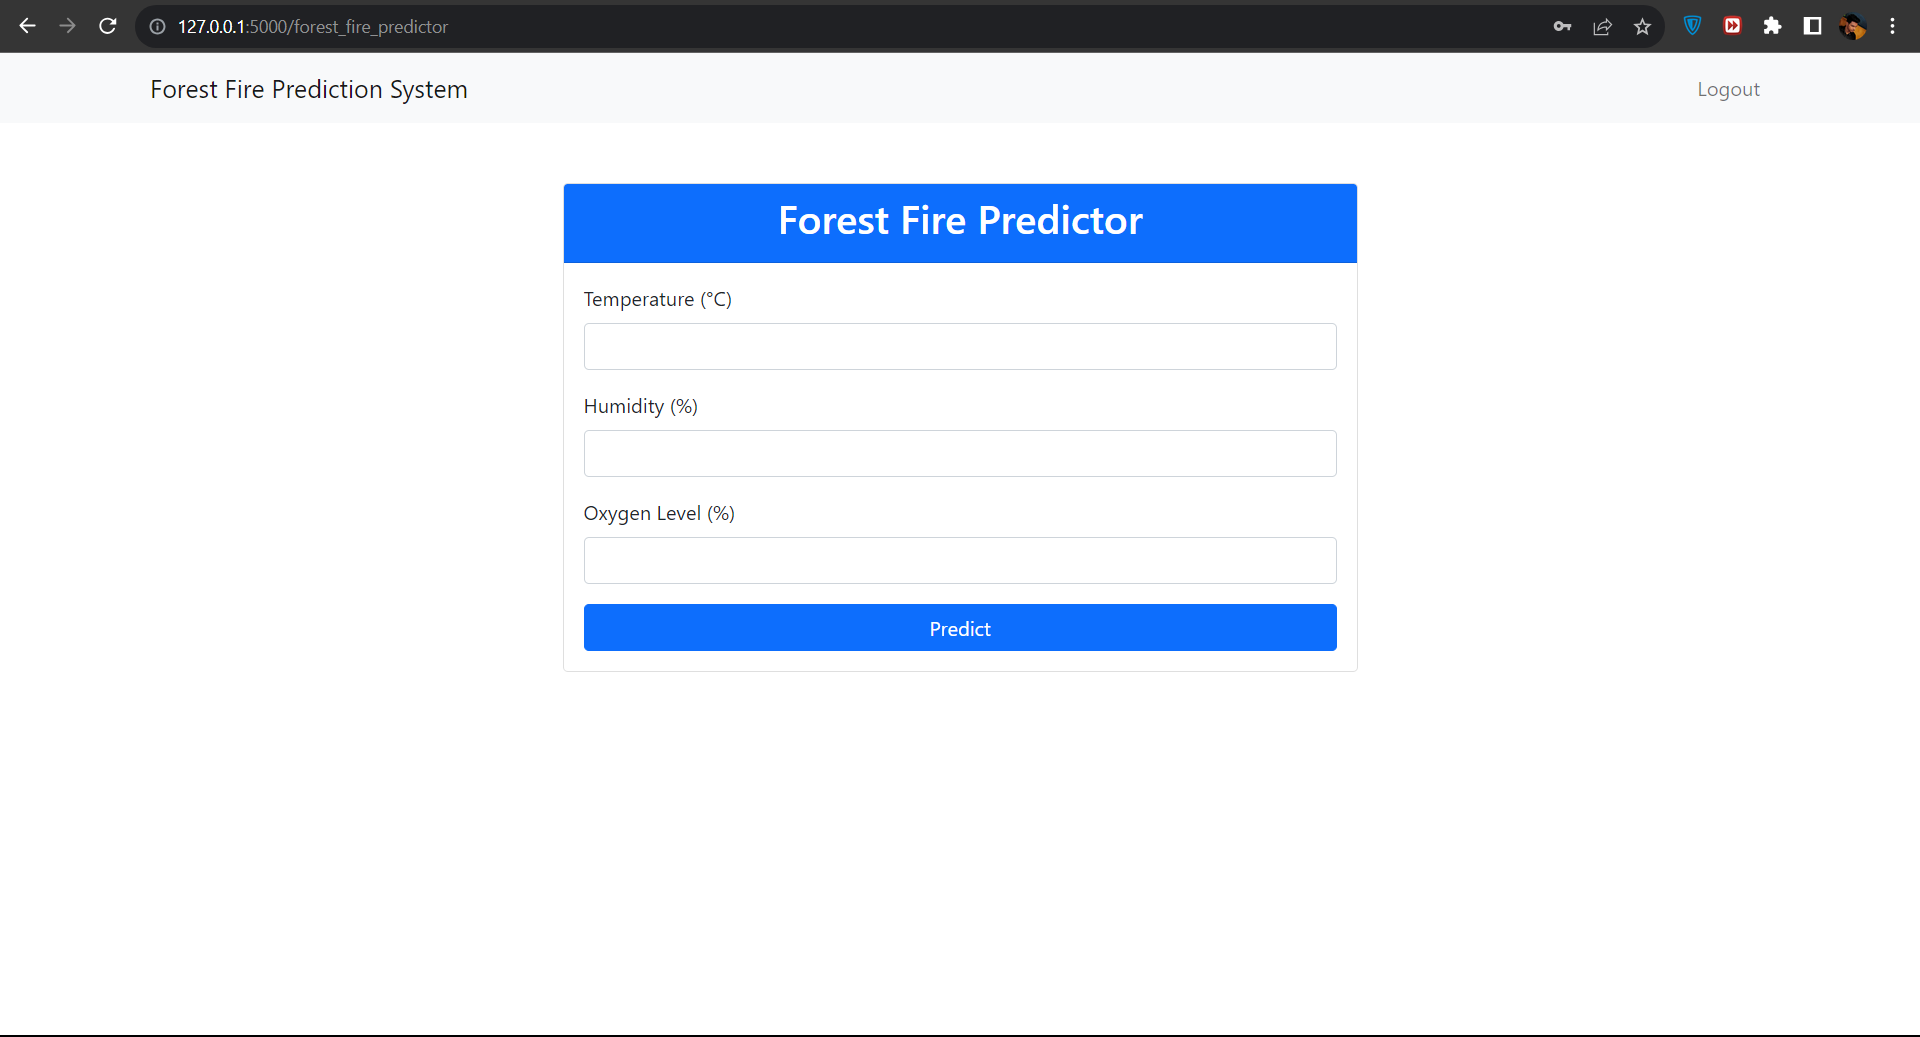 127.0.0.1:5000/forest_fire_predictor
Forest Fire Prediction System
Logout
Forest Fire Predictor
Temperature (°C)
Humidity (%)
Oxygen Level (%)
Predict